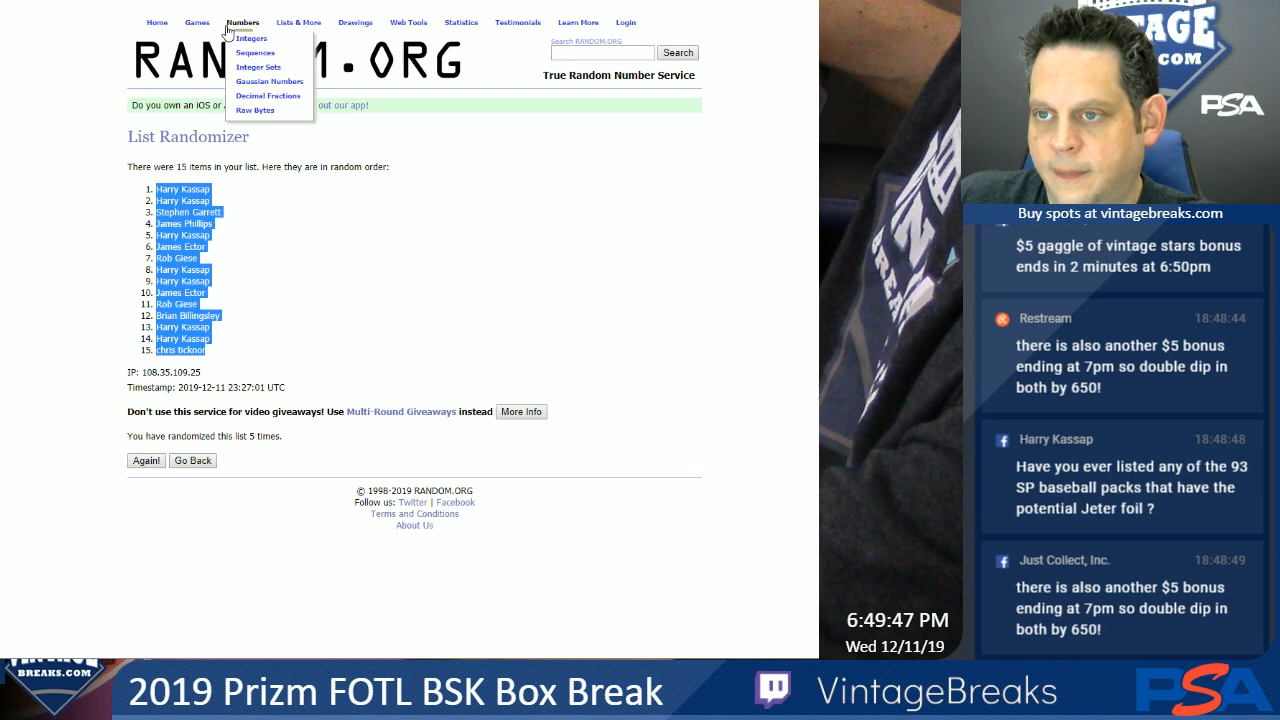 Home Games Numbers Lists & More Drawings Web Tools Statistics Testimonials Learn More Login
Integers
Sequences
Integer Sets
Gaussian Numbers
Decimal Fractions
Raw Bytes
RAN M.ORG
Search RANDOM.ORG
Search
True Random Number Service
Do you own an iOS or out our app!
List Randomizer
There were 15 items in your list. Here they are in random order:
1. Harry Kassap
2. Harry Kassap
3. Stephen Garrett
4. James Phillips
5. Harry Kassap
6. James Ector
7. Rob Giese
8. Harry Kassap
9. Harry Kassap
10. James Ector
11. Rob Giese
12. Brian Billingsley
13. Harry Kassap
14. Harry Kassap
15. chris ticknor
IP: 108.35.109.25
Timestamp: 2019-12-11 23:27:01 UTC
Don't use this service for video giveaways! Use Multi-Round Giveaways instead More Info
You have randomized this list 5 times.
Again! Go Back
© 1998-2019 RANDOM.ORG
Follow us: Twitter | Facebook
Terms and Conditions
About Us
VINTAGE
.COM
PSA
Buy spots at vintagebreaks.com
$5 gaggle of vintage stars bonus
ends in 2 minutes at 6:50pm
Restream 18:48:44
there is also another $5 bonus
ending at 7pm so double dip in
both by 650!
Harry Kassap 18:48:48
Have you ever listed any of the 93
SP baseball packs that have the
potential Jeter foil ?
Just Collect, Inc. 18:48:49
there is also another $5 bonus
ending at 7pm so double dip in
both by 650!
6:49:47 PM
Wed 12/11/19
VINTAGE
BREAKS.COM
2019 Prizm FOTL BSK Box Break
VintageBreaks
PSA